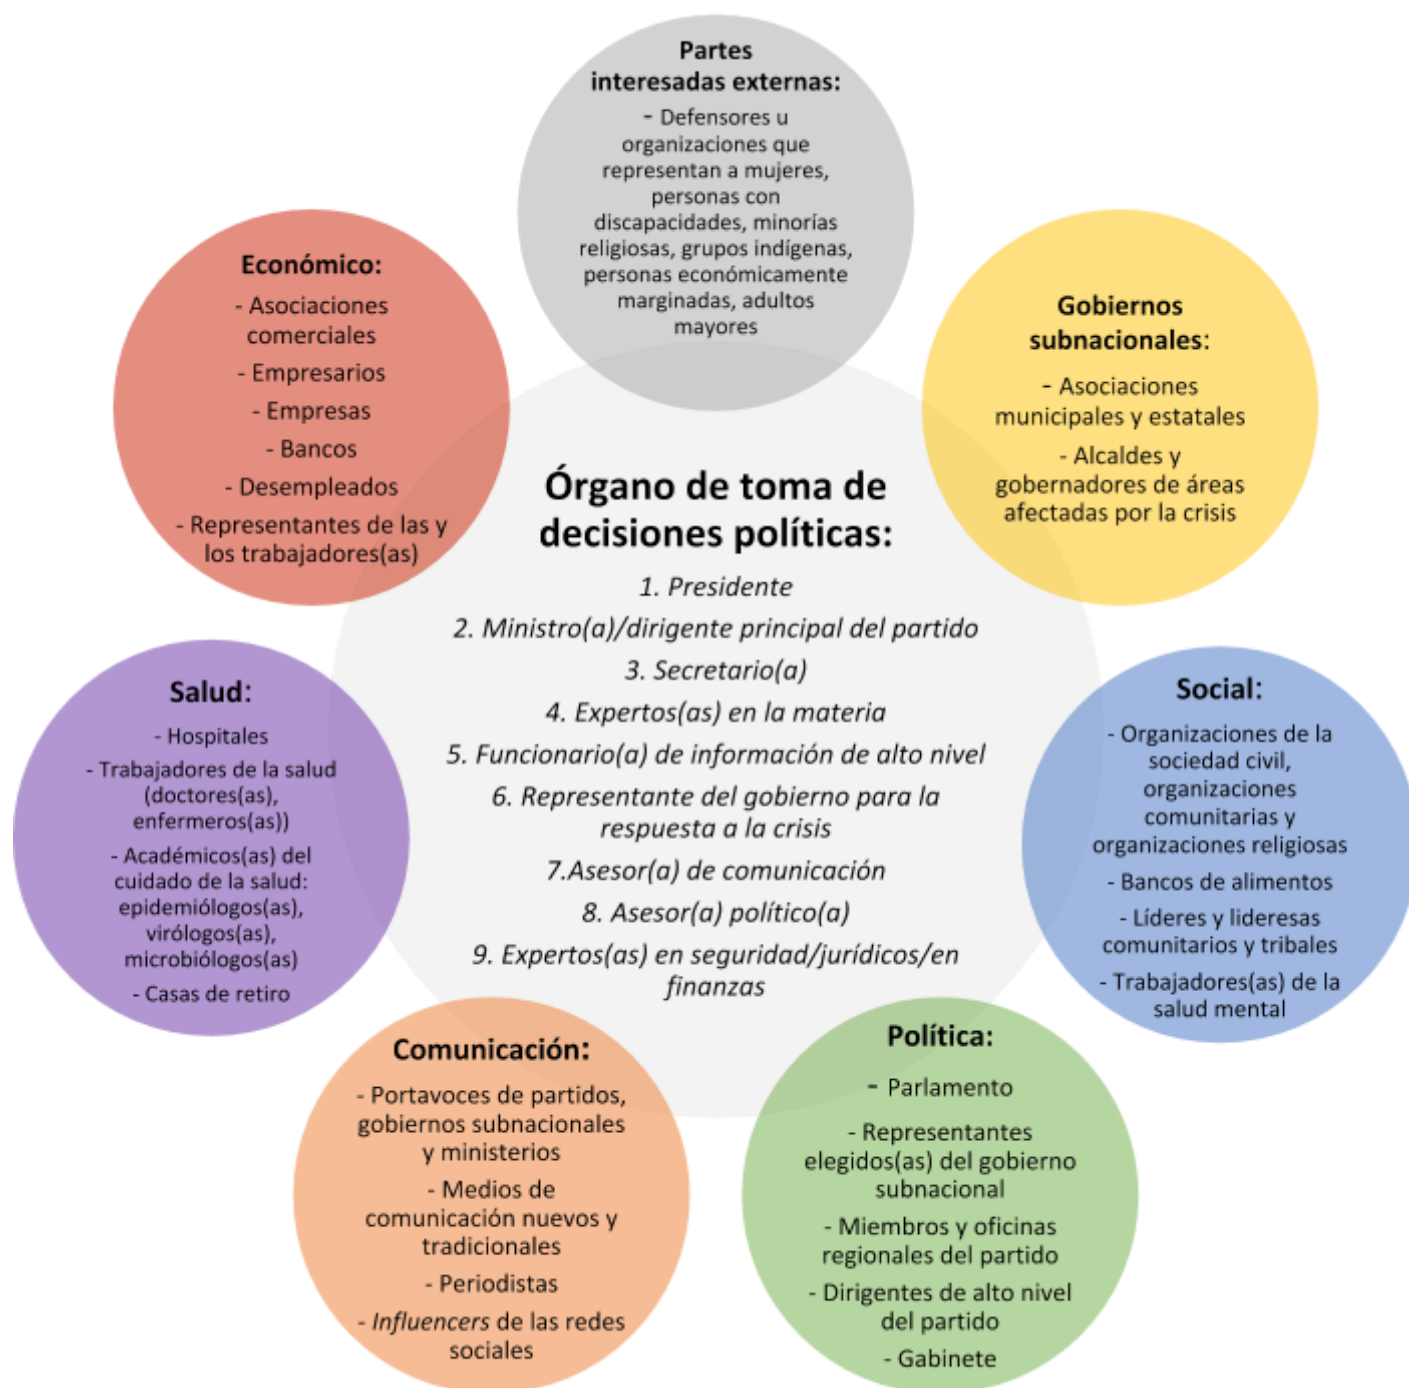 Partes
interesadas externas:
- Defensores u
organizaciones que
representan a mujeres,
personas con
discapacidades, minorías
religiosas, grupos indígenas,
personas económicamente
marginadas, adultos
mayores
Económico:
- Asociaciones
comerciales
- Empresarios
- Empresas
- Bancos
- Desempleados
- Representantes de las y
los trabajadores(as)
Gobiernos
subnacionales:
- Asociaciones
municipales y estatales
- Alcaldes y
gobernadores de áreas
afectadas por la crisis
Órgano de toma de
decisiones políticas:
1. Presidente
2. Ministro(a)/dirigente principal del partido
3. Secretario(a)
4. Expertos(as) en la materia
5. Funcionario(a) de información de alto nivel
6. Representante del gobierno para la
respuesta a la crisis
7.Asesor(a) de comunicación
8. Asesor(a) político(a)
9. Expertos(as) en seguridad/jurídicos/en
finanzas
Salud:
- Hospitales
- Trabajadores de la salud
(doctores(as),
enfermeros(as))
- Académicos(as) del
cuidado de la salud:
epidemiólogos(as),
virólogos(as),
microbiólogos(as)
- Casas de retiro
Social:
- Organizaciones de la
sociedad civil,
organizaciones
comunitarias y
organizaciones religiosas
- Bancos de alimentos
- Líderes y lideresas
comunitarios y tribales
- Trabajadores(as) de la
salud mental
Comunicación:
- Portavoces de partidos,
gobiernos subnacionales
y ministerios
- Medios de
comunicación nuevos y
tradicionales
- Periodistas
- Influencers de las redes
sociales
Política:
- Parlamento
- Representantes
elegidos(as) del gobierno
subnacional
- Miembros y oficinas
regionales del partido
- Dirigentes de alto nivel
del partido
- Gabinete